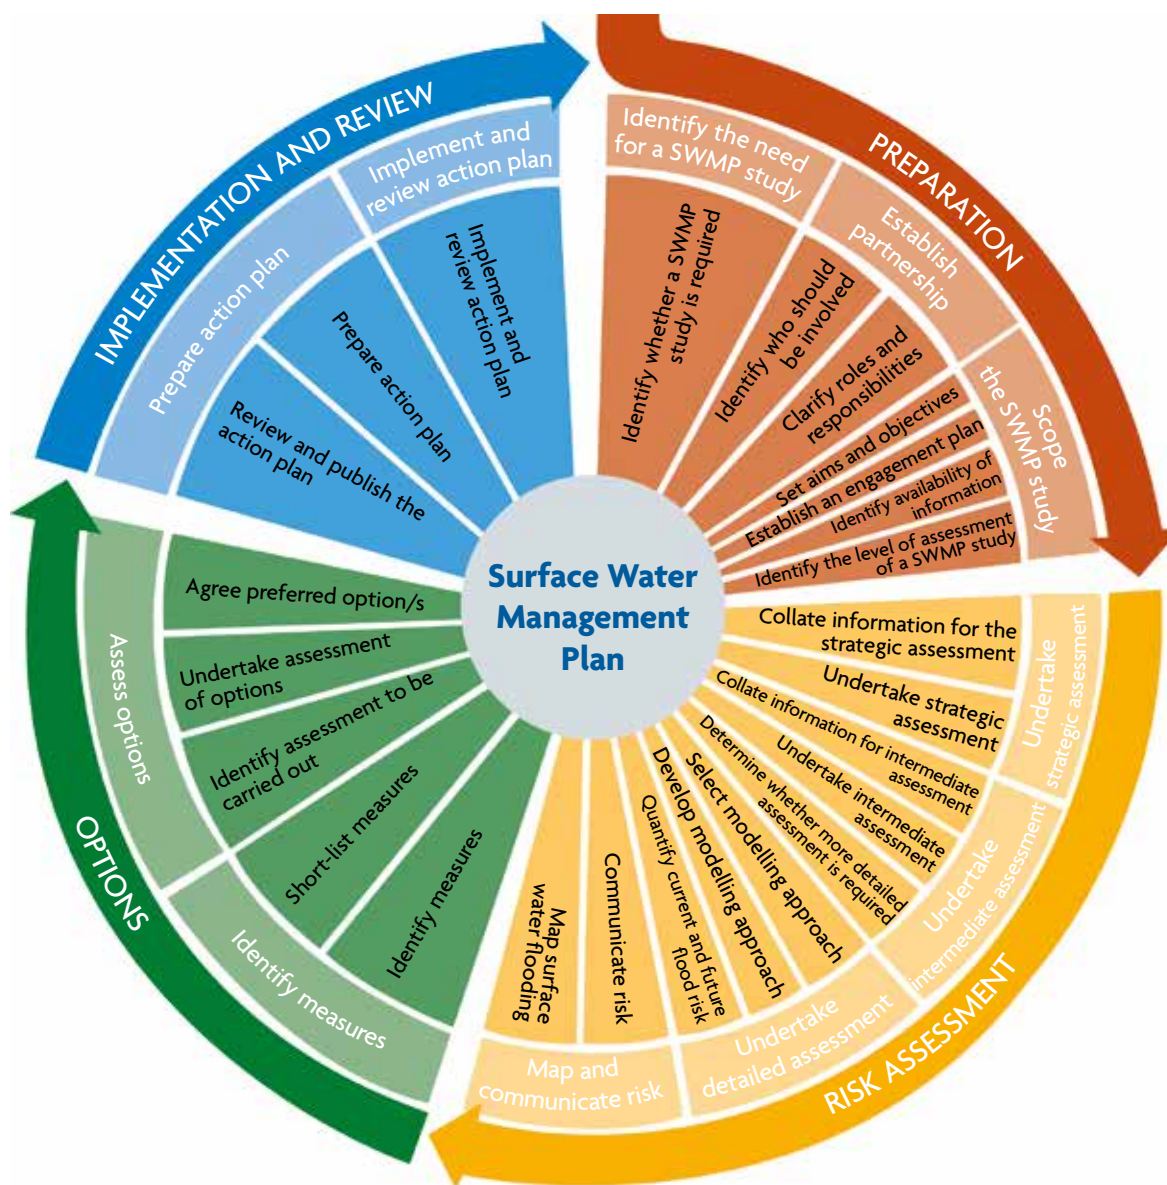 Surface Water
Management
Plan
PREPARATION
Identify the need
for a SWMP study
Identify whether a SWMP
study is required
Establish
partnership
Identify who should
be involved
Clarify roles and
responsibilities
Scope
the SWMP study
Set aims and objectives
Establish an engagement plan
Identify availability of
information
Identify the level of assessment
of a SWMP study
RISK ASSESSMENT
Undertake
strategic assessment
Collate information for the
strategic assessment
Undertake strategic
assessment
Undertake
intermediate assessment
Collate information for intermediate
assessment
Undertake intermediate
assessment
Determine whether more detailed
assessment is required
Undertake
detailed assessment
Select modelling approach
Develop modelling approach
Quantify current and future
flood risk
Map and
communicate risk
Communicate risk
Map surface
water flooding
OPTIONS
Identify measures
Identify measures
Short-list measures
Assess options
Identify assessment to be
carried out
Undertake assessment
of options
Agree preferred option/s
IMPLEMENTATION AND REVIEW
Prepare action plan
Review and publish the
action plan
Prepare action plan
Implement and
review action plan
Implement and
review action plan